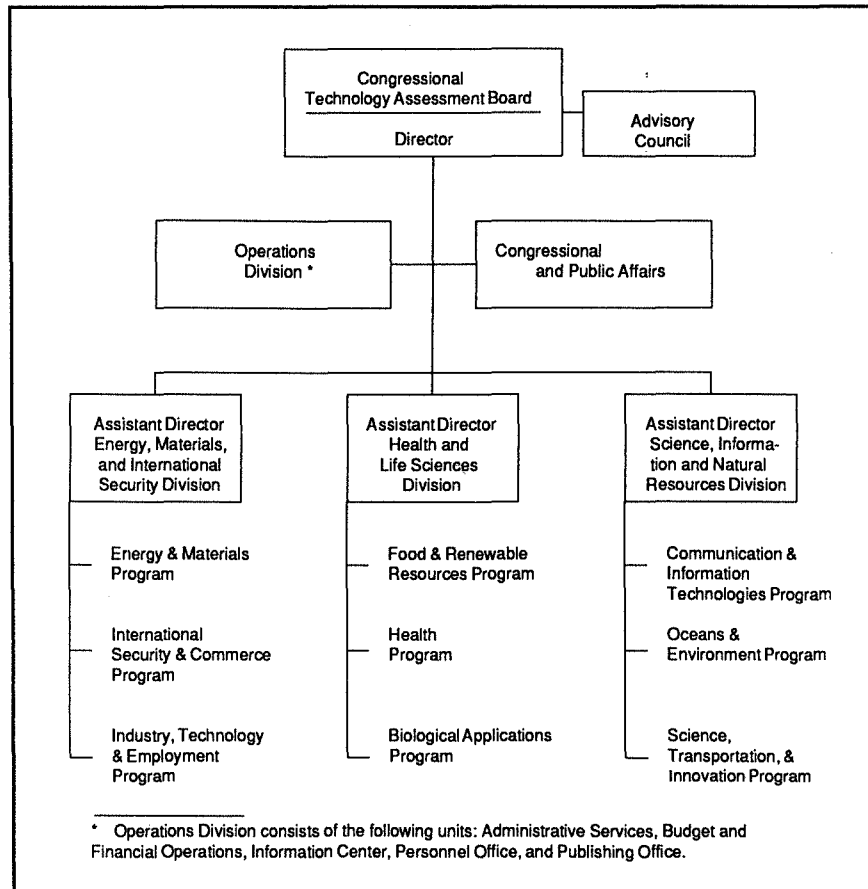 Congressional
Technology Assessment Board
Director
Advisory
Council
Operations
Division *
Congressional
and Public Affairs
Assistant Director
Energy, Materials,
and International
Security Division
Assistant Director
Health and
Life Sciences
Division
Assistant Director
Science, Informa-
tion and Natural
Resources Division
Energy & Materials
Program
International
Security & Commerce
Program
Industry, Technology
& Employment
Program
Food & Renewable
Resources Program
Health
Program
Biological Applications
Program
Communication &
Information
Technologies Program
Oceans &
Environment Program
Science,
Transportation, &
Innovation Program
* Operations Division consists of the following units: Administrative Services, Budget and
Financial Operations, Information Center, Personnel Office, and Publishing Office.